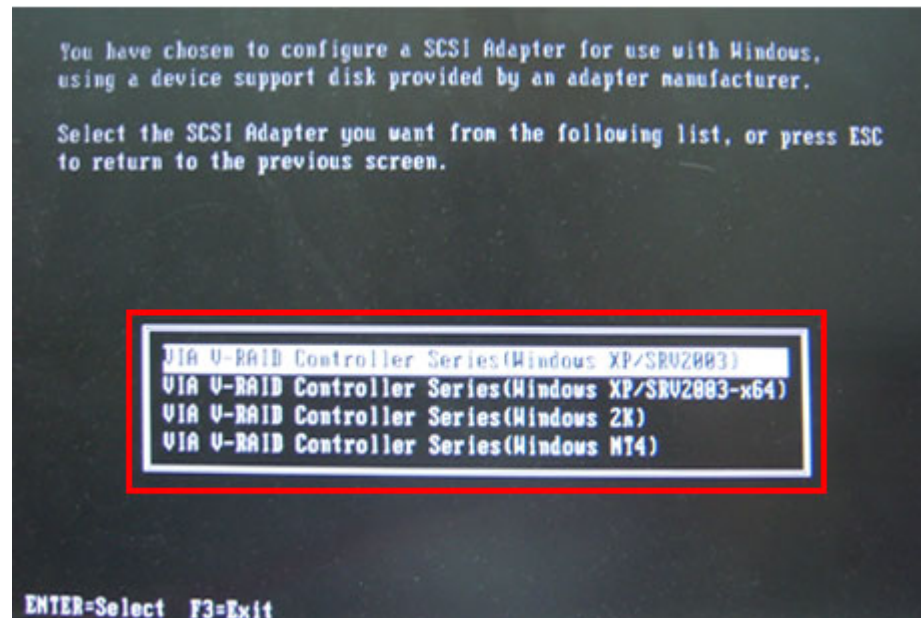 You have chosen to configure a SCSI Adapter for use with Windows,
using a device support disk provided by an adapter manufacturer.
Select the SCSI Adapter you want from the following list, or press ESC
to return to the previous screen.
VIA V-RAID Controller Series(Windows XP/SRV2003)
VIA V-RAID Controller Series(Windows XP/SRV2003-x64)
VIA V-RAID Controller Series(Windows 2K)
VIA V-RAID Controller Series(Windows NT4)
ENTER=Select F3=Exit